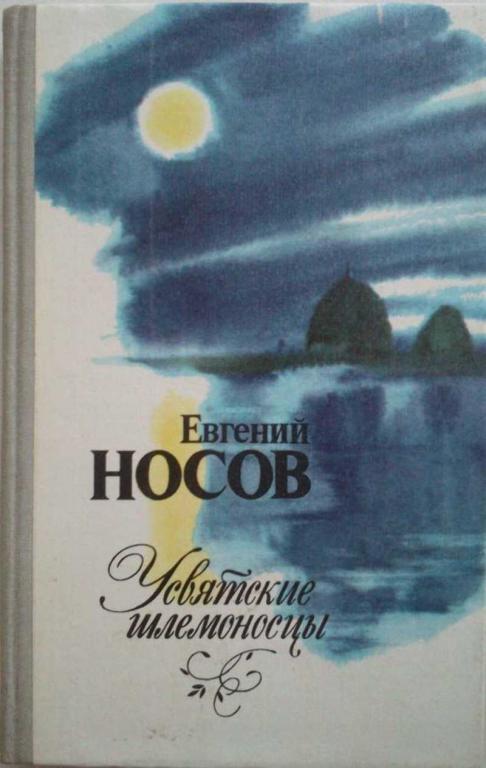 Евгений
НОСОВ
Усвятские
шлемоносцы